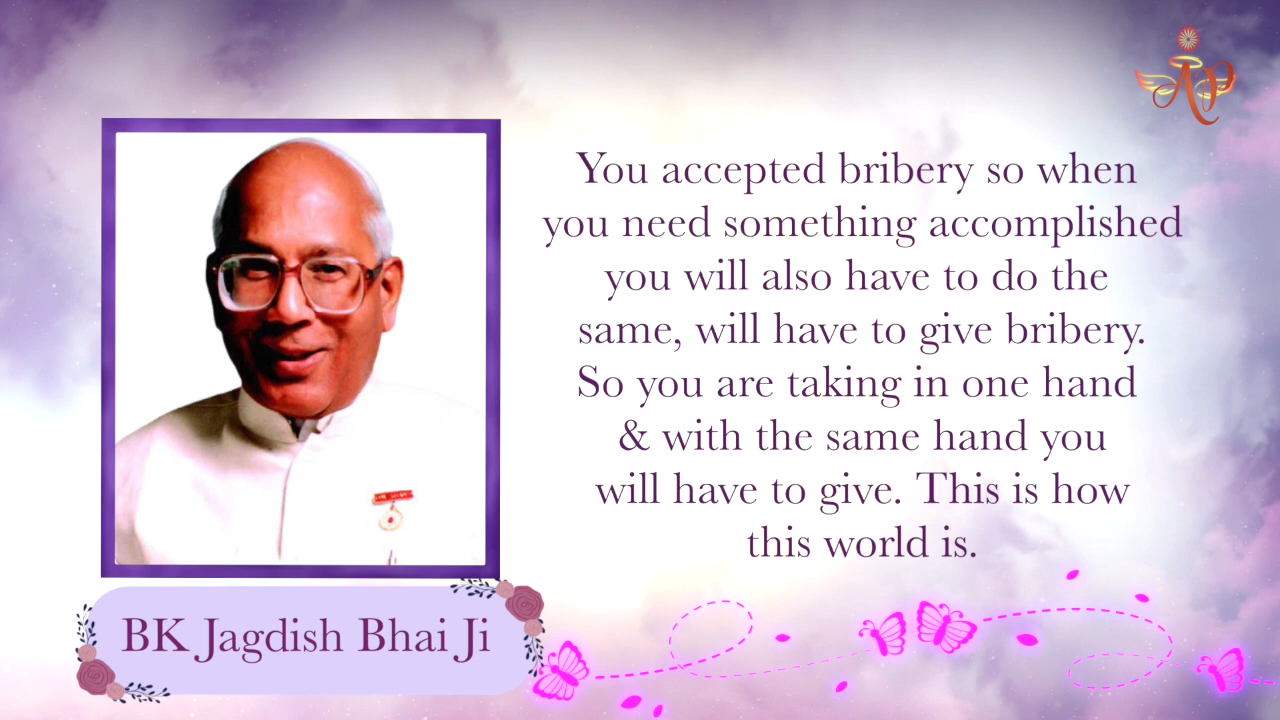 You accepted bribery so when
you need something accomplished
you will also have to do the
same, will have to give bribery.
So you are taking in one hand
& with the same hand you
will have to give. This is how
this world is.
BK Jagdish Bhai Ji
AP